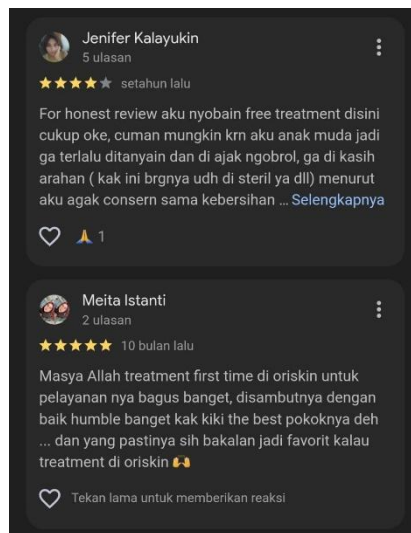 Jenifer Kalayukin
5 ulasan
setahun lalu
For honest review aku nyobain free treatment disini
cukup oke, cuman mungkin krn aku anak muda jadi
ga terlalu ditanyain dan di ajak ngobrol, ga di kasih
arahan ( kak ini brgnya udh di steril ya dll) menurut
aku agak consern sama kebersihan ... Selengkapnya
1
Meita Istanti
2 ulasan
10 bulan lalu
Masya Allah treatment first time di oriskin untuk
pelayanan nya bagus banget, disambutnya dengan
baik humble banget kak kiki the best pokoknya deh
... dan yang pastinya sih bakalan jadi favorit kalau
treatment di oriskin 🙌
Tekan lama untuk memberikan reaksi